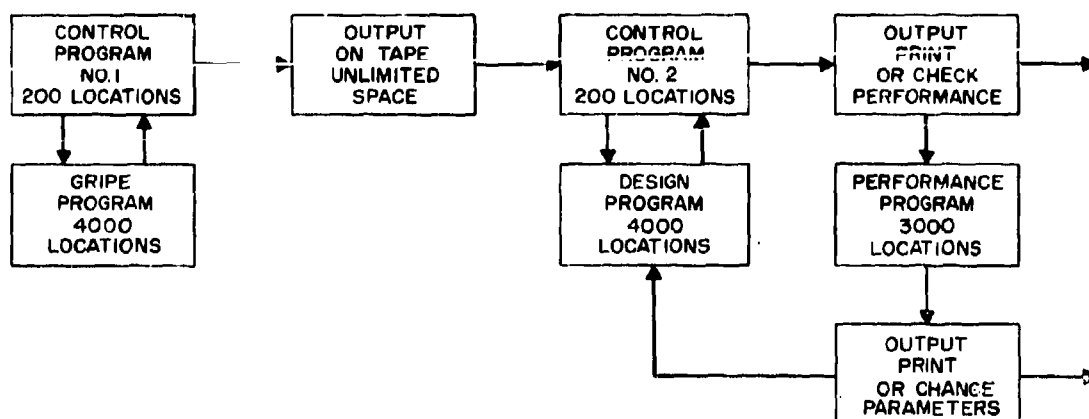 CONTROL
PROGRAM
NO. 1
200 LOCATIONS
OUTPUT
ON TAPE
UNLIMITED
SPACE
CONTROL
PROGRAM
NO. 2
200 LOCATIONS
OUTPUT
PRINT
OR CHECK
PERFORMANCE
GRIPE
PROGRAM
4000
LOCATIONS
DESIGN
PROGRAM
4000
LOCATIONS
PERFORMANCE
PROGRAM
3000
LOCATIONS
OUTPUT
PRINT
OR CHANGE
PARAMETERS